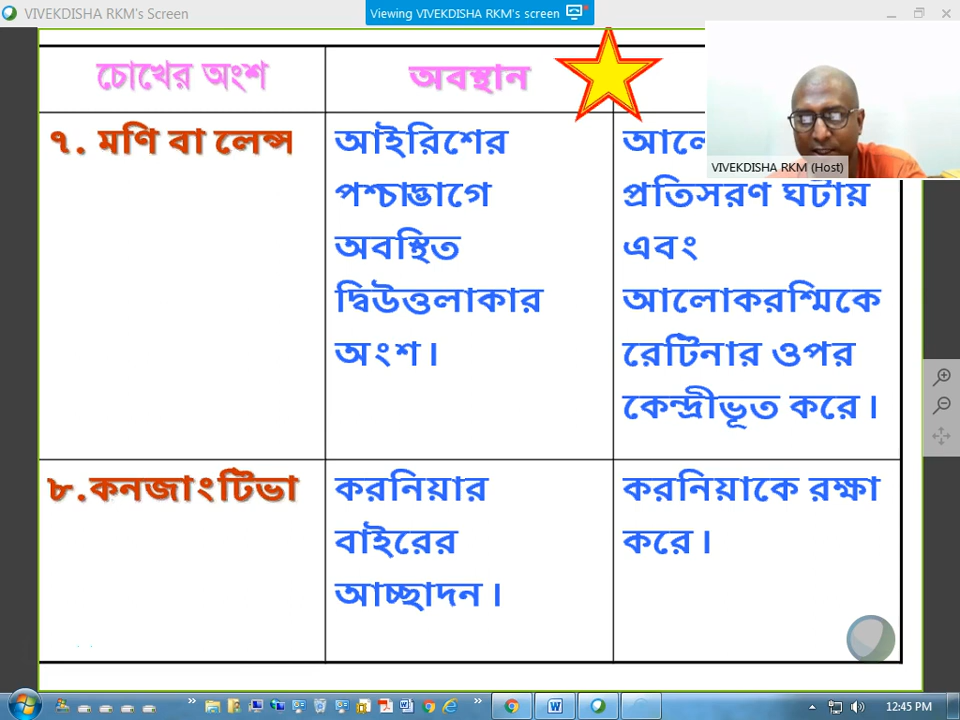 VIVEKDISHA RKM's Screen
Viewing VIVEKDISHA RKM's screen
চোখের অংশ
অবস্থান
৭. মণি বা লেন্স
আইরিশের
পশ্চাদ্ভাগে
অবস্থিত
দ্বিউত্তলাকার
অংশ।
প্রতিসরণ ঘটায়
এবং
আলোকরশ্মিকে
রেটিনার ওপর
কেন্দ্রীভূত করে।
VIVEKDISHA RKM (Host)
৮.কনজাংটিভা
করনিয়ার
বাইরের
আচ্ছাদন।
করনিয়াকে রক্ষা
করে।
12:45 PM